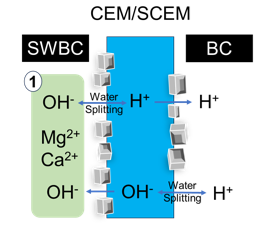 CEM/SCEM
SWBC BC
1
OH- Water Splitting H+ H+
Mg2+
Ca2+
OH- OH- Water Splitting H+